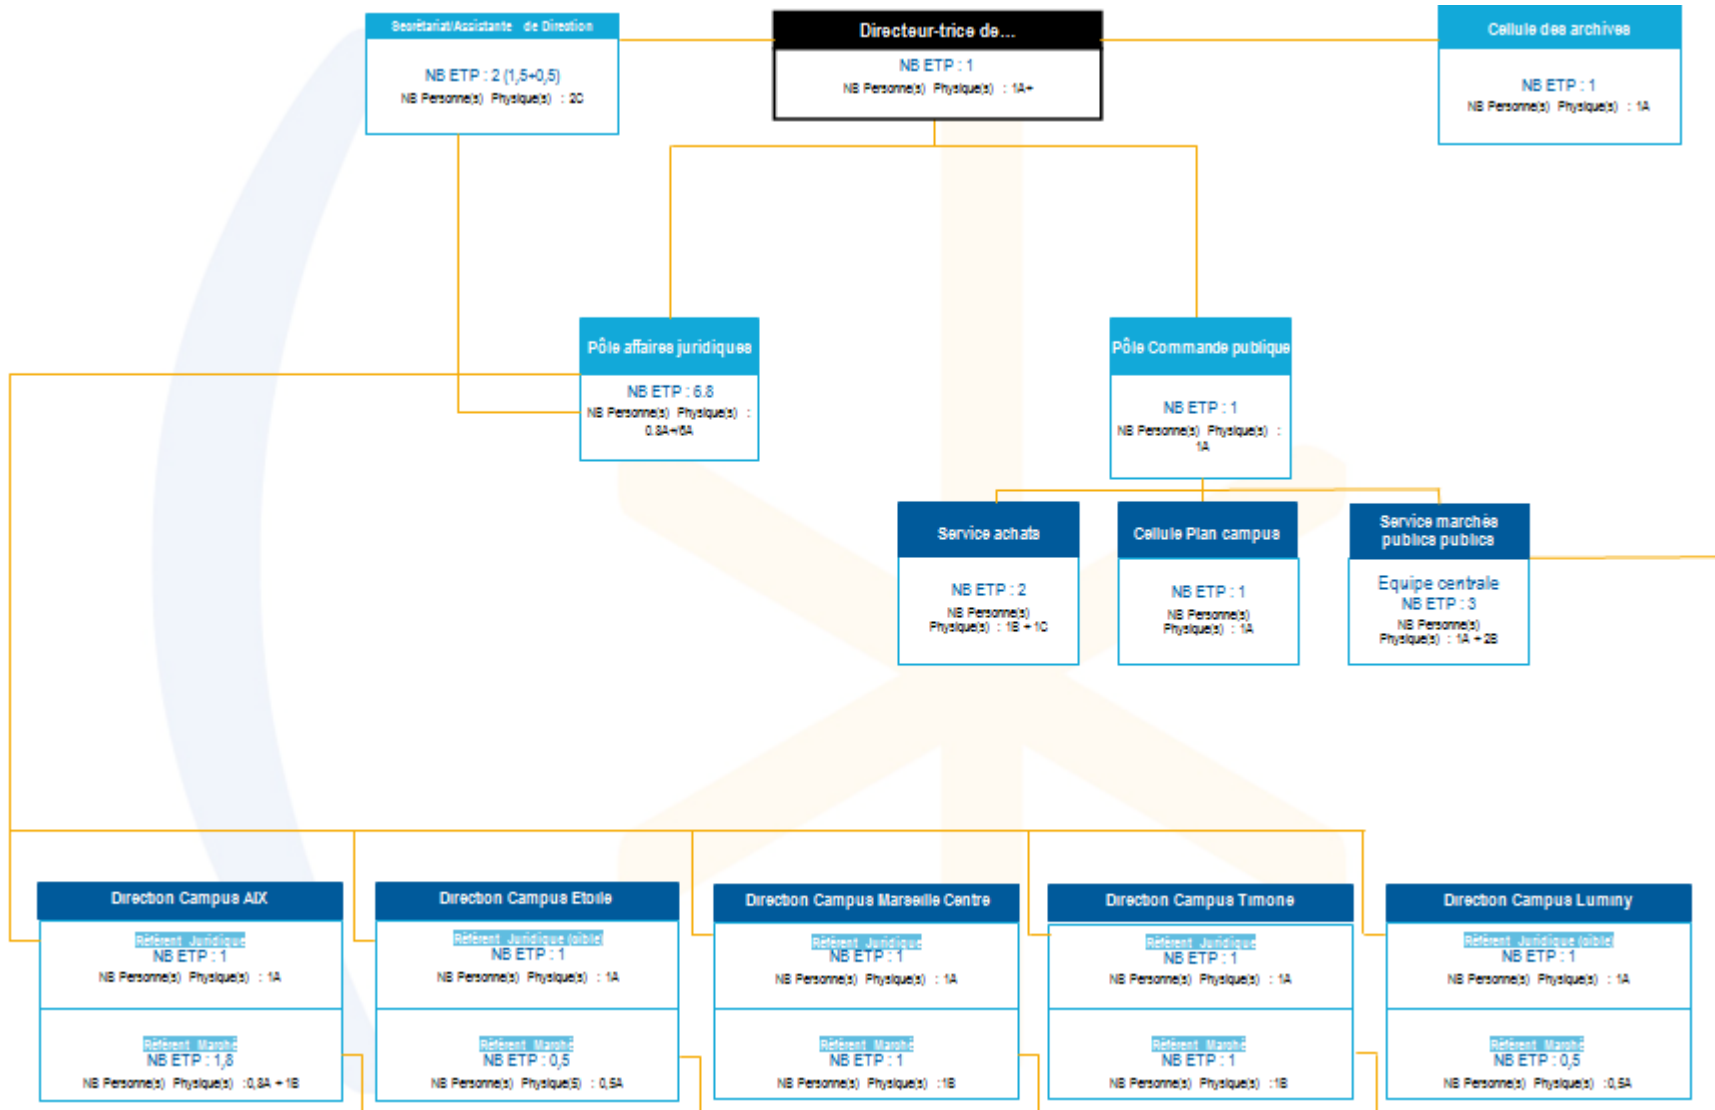 Secrétariat/Assistante de Direction
NB ETP : 2 (1,5+0,5)
NB Personne(s) Physique(s) : 2C
Directeur-trice de...
NB ETP : 1
NB Personne(s) Physique(s) : 1A+
Cellule des archives
NB ETP : 1
NB Personne(s) Physique(s) : 1A
Pôle affaires juridiques
NB ETP : 6.8
NB Personne(s) Physique(s) :
0.8A+/6A
Pôle Commande publique
NB ETP : 1
NB Personne(s) Physique(s) :
1A
Service achats
NB ETP : 2
NB Personne(s)
Physique(s) : 1B + 1C
Cellule Plan campus
NB ETP : 1
NB Personne(s)
Physique(s) : 1A
Service marchés
publics publics
Equipe centrale
NB ETP : 3
NB Personne(s)
Physique(s) : 1A + 2B
Direction Campus AIX
Référent Juridique
NB ETP : 1
NB Personne(s) Physique(s) : 1A
Référent Marché
NB ETP : 1,8
NB Personne(s) Physique(s) :0,8A + 1B
Direction Campus Etoile
Référent Juridique (cible)
NB ETP : 1
NB Personne(s) Physique(s) : 1A
Référent Marché
NB ETP : 0,5
NB Personne(s) Physique(S) : 0,5A
Direction Campus Marseille Centre
Référent Juridique
NB ETP : 1
NB Personne(s) Physique(s) : 1A
Référent Marché
NB ETP : 1
NB Personne(s) Physique(s) :1B
Direction Campus Timone
Référent Juridique
NB ETP : 1
NB Personne(s) Physique(s) : 1A
Référent Marché
NB ETP : 1
NB Personne(s) Physique(s) :1B
Direction Campus Luminy
Référent Juridique (cible)
NB ETP : 1
NB Personne(s) Physique(s) : 1A
Référent Marché
NB ETP : 0,5
NB Personne(s) Physique(s) :0,5A